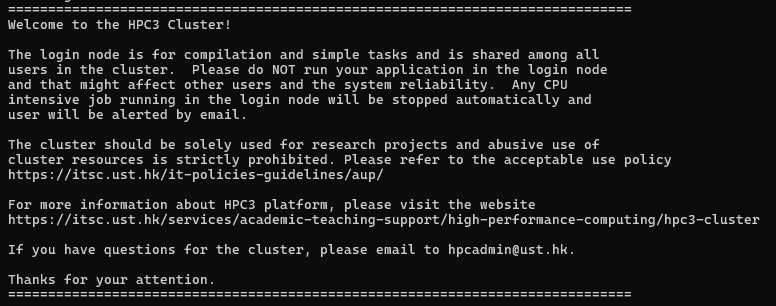 ==============================================================================
Welcome to the HPC3 Cluster!
The login node is for compilation and simple tasks and is shared among all
users in the cluster.  Please do NOT run your application in the login node
and that might affect other users and the system reliability.  Any CPU
intensive job running in the login node will be stopped automatically and
user will be alerted by email.
The cluster should be solely used for research projects and abusive use of
cluster resources is strictly prohibited. Please refer to the acceptable use policy
https://itsc.ust.hk/it-policies-guidelines/aup/
For more information about HPC3 platform, please visit the website
https://itsc.ust.hk/services/academic-teaching-support/high-performance-computing/hpc3-cluster
If you have questions for the cluster, please email to hpcadmin@ust.hk.
Thanks for your attention.
==============================================================================